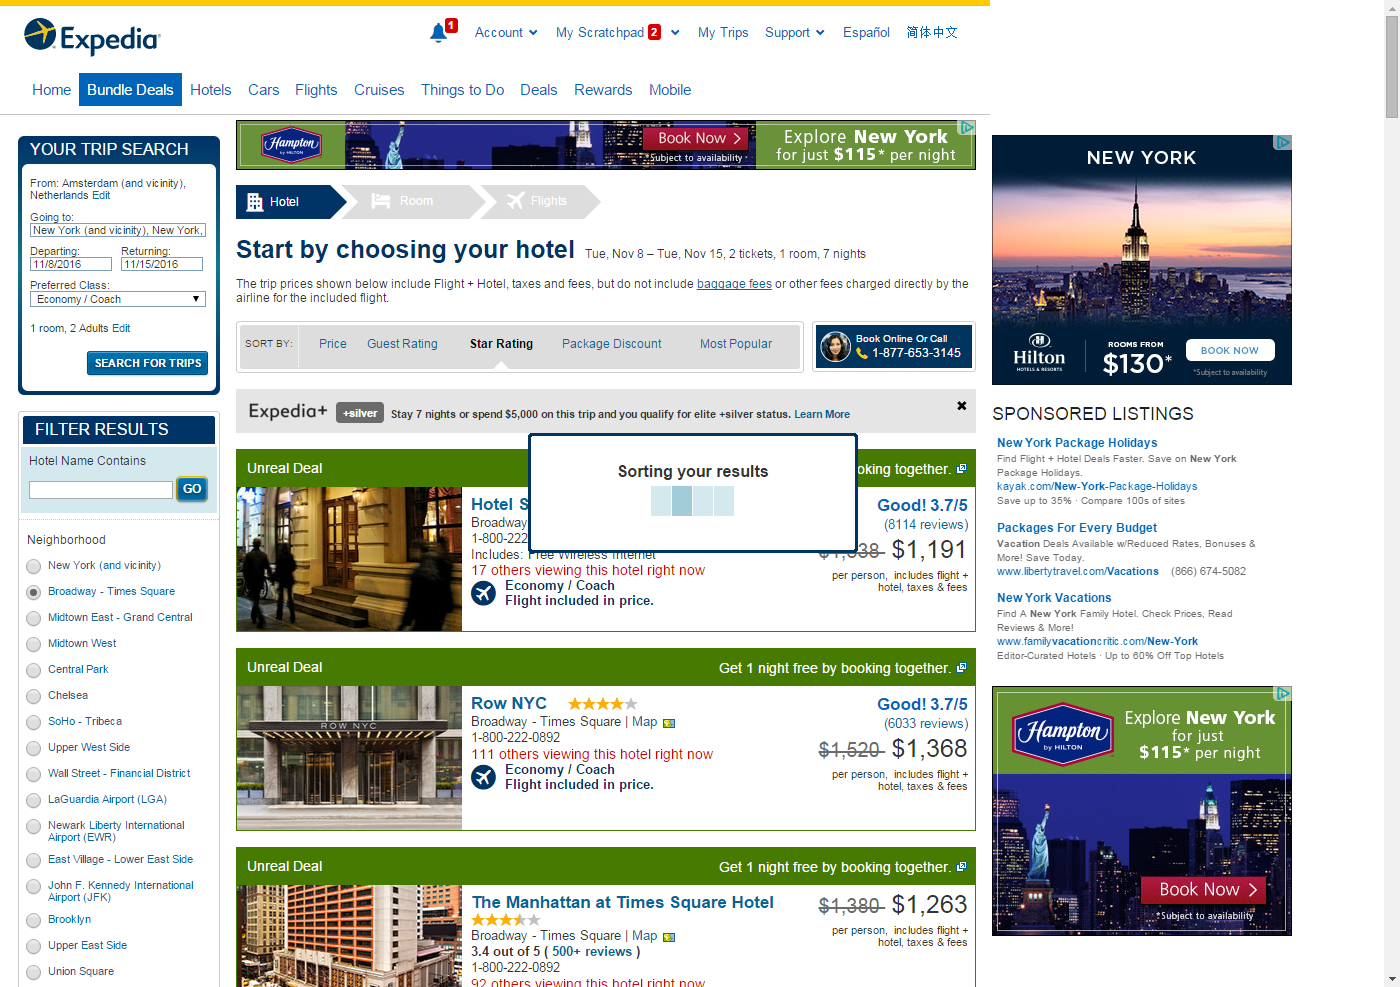 Expedia
1
Account
My Scratchpad 2
My Trips
Support
Español
简体中文
Home
Bundle Deals
Hotels
Cars
Flights
Cruises
Things to Do
Deals
Rewards
Mobile
YOUR TRIP SEARCH
From: Amsterdam (and vicinity),
Netherlands Edit
Going to:
New York (and vicinity), New York,
Departing:
Returning:
11/8/2016
11/15/2016
Preferred Class:
Economy / Coach
1 room, 2 Adults Edit
SEARCH FOR TRIPS
FILTER RESULTS
Hotel Name Contains
GO
Neighborhood
New York (and vicinity)
Broadway - Times Square
Midtown East - Grand Central
Midtown West
Central Park
Chelsea
SoHo - Tribeca
Upper West Side
Wall Street - Financial District
LaGuardia Airport (LGA)
Newark Liberty International
Airport (EWR)
East Village - Lower East Side
John F. Kennedy International
Airport (JFK)
Brooklyn
Upper East Side
Union Square
Hampton
by HILTON
Book Now
*Subject to availability
Explore New York
for just $115* per night
Hotel
Room
Flights
Start by choosing your hotel
Tue, Nov 8 – Tue, Nov 15, 2 tickets, 1 room, 7 nights
The trip prices shown below include Flight + Hotel, taxes and fees, but do not include baggage fees or other fees charged directly by the
airline for the included flight.
SORT BY:
Price
Guest Rating
Star Rating
Package Discount
Most Popular
Book Online Or Call
1-877-653-3145
Expedia+
+silver
Stay 7 nights or spend $5,000 on this trip and you qualify for elite +silver status. Learn More
Sorting your results
Unreal Deal
oking together.
Hotel S
Broadway
1-800-222
Includes: Free Wireless Internet
17 others viewing this hotel right now
Economy / Coach
Flight included in price.
Good! 3.7/5
(8114 reviews)
$1,191
per person, includes flight +
hotel, taxes & fees
Unreal Deal
Get 1 night free by booking together.
ROW NYC
Row NYC
Broadway - Times Square | Map
1-800-222-0892
111 others viewing this hotel right now
Economy / Coach
Flight included in price.
Good! 3.7/5
(6033 reviews)
$1,520 $1,368
per person, includes flight +
hotel, taxes & fees
Unreal Deal
Get 1 night free by booking together.
The Manhattan at Times Square Hotel
Broadway - Times Square | Map
3.4 out of 5 ( 500+ reviews )
1-800-222-0892
92 others viewing this hotel right now
$1,380 $1,263
per person, includes flight +
hotel, taxes & fees
NEW YORK
Hilton
HOTELS & RESORTS
ROOMS FROM
$130*
BOOK NOW
*Subject to availability
SPONSORED LISTINGS
New York Package Holidays
Find Flight + Hotel Deals Faster. Save on New York
Package Holidays.
kayak.com/New-York-Package-Holidays
Save up to 35% · Compare 100s of sites
Packages For Every Budget
Vacation Deals Available w/Reduced Rates, Bonuses &
More! Save Today.
www.libertytravel.com/Vacations (866) 674-5082
New York Vacations
Find A New York Family Hotel. Check Prices, Read
Reviews & More!
www.familyvacationcritic.com/New-York
Editor-Curated Hotels · Up to 60% Off Top Hotels
Hampton
by HILTON
Explore New York
for just
$115* per night
Book Now
*Subject to availability